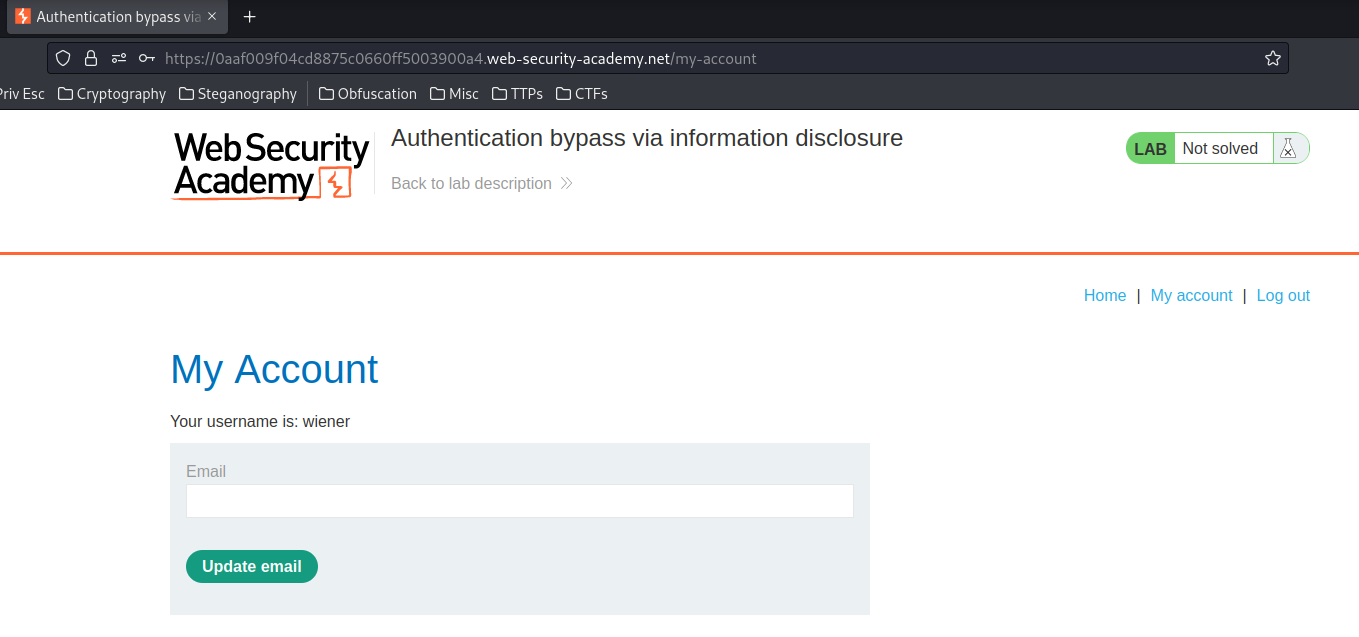 Authentication bypass via
https://0aaf009f04cd8875c0660ff5003900a4.web-security-academy.net/my-account
Priv Esc Cryptography Steganography Obfuscation Misc TTPs CTFs
Web Security
Academy
Authentication bypass via information disclosure
Back to lab description
LAB Not solved
Home | My account | Log out
My Account
Your username is: wiener
Email
Update email